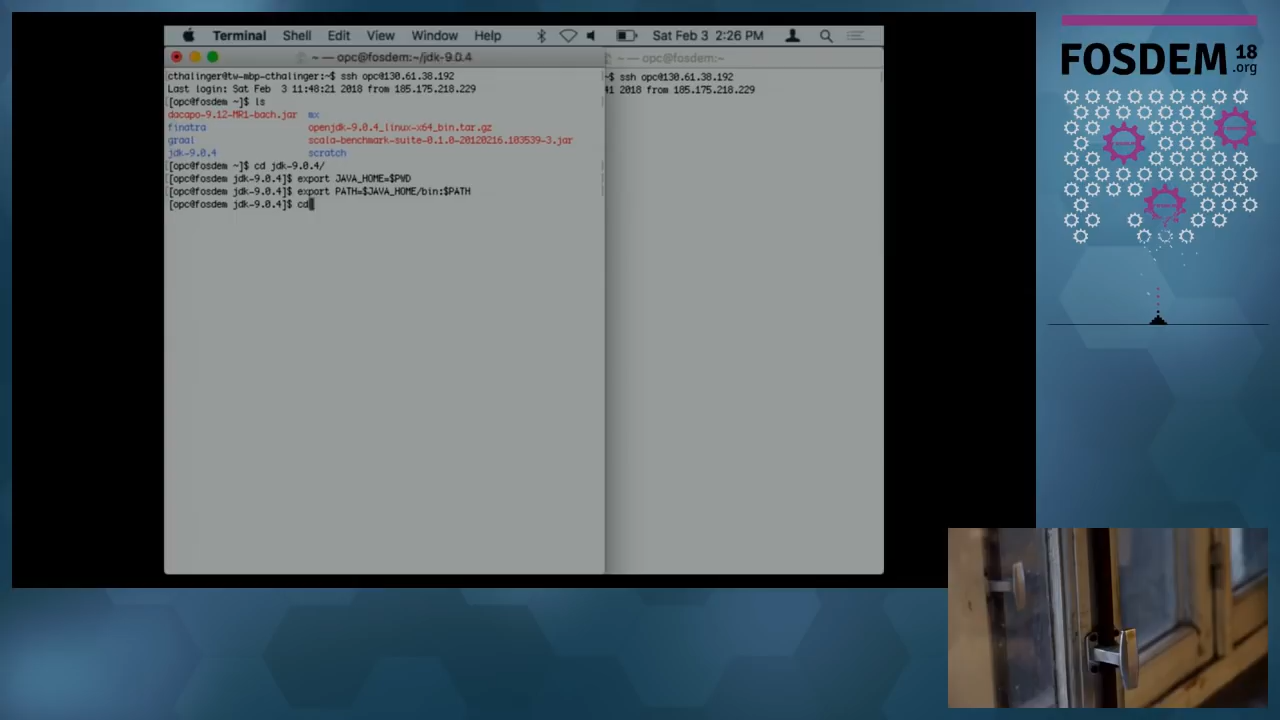 Terminal Shell Edit View Window Help Sat Feb 3 2:26 PM
~ — opc@fosdem:~/jdk-9.0.4
cthalinger@tw-mbp-cthalinger:~$ ssh opc@130.61.38.192
Last login: Sat Feb  3 11:48:21 2018 from 185.175.218.229
[opc@fosdem ~]$ ls
dacapo-9.12-MR1-bach.jar mx
finatra openjdk-9.0.4_linux-x64_bin.tar.gz
graal scala-benchmark-suite-0.1.0-20120216.103539-3.jar
jdk-9.0.4 scratch
[opc@fosdem ~]$ cd jdk-9.0.4/
[opc@fosdem jdk-9.0.4]$ export JAVA_HOME=$PWD
[opc@fosdem jdk-9.0.4]$ export PATH=$JAVA_HOME/bin:$PATH
[opc@fosdem jdk-9.0.4]$ cd
~ — opc@fosdem:~
~$ ssh opc@130.61.38.192
41 2018 from 185.175.218.229
FOSDEM 18
.org